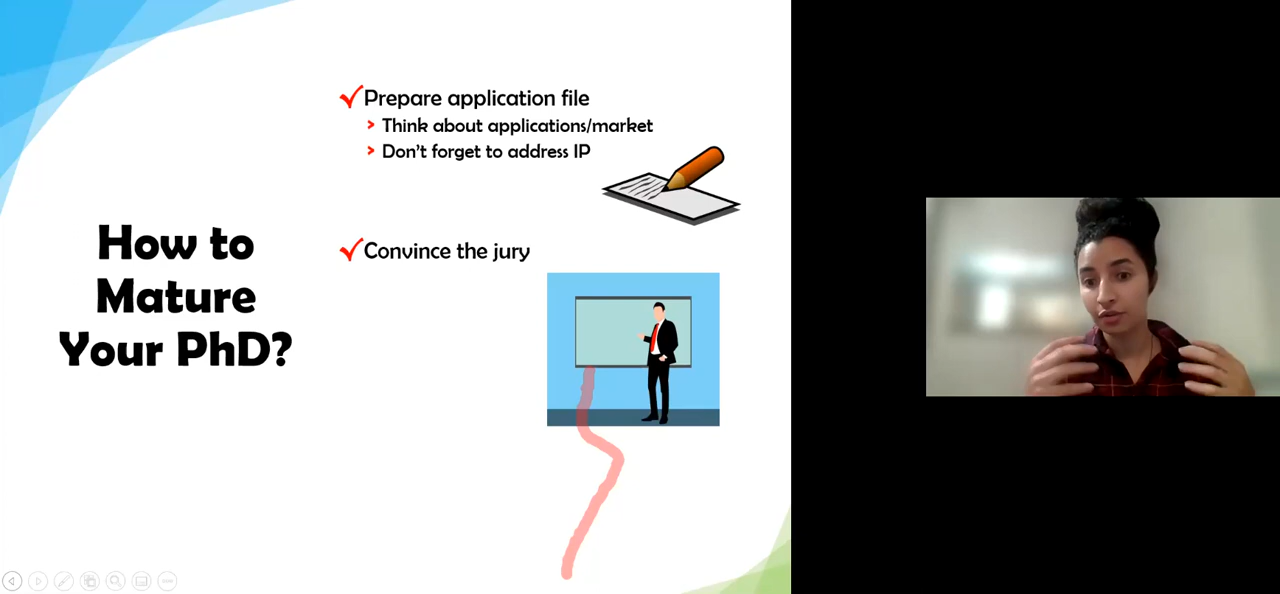 How to
Mature
Your PhD?
Prepare application file
Think about applications/market
Don't forget to address IP
Convince the jury